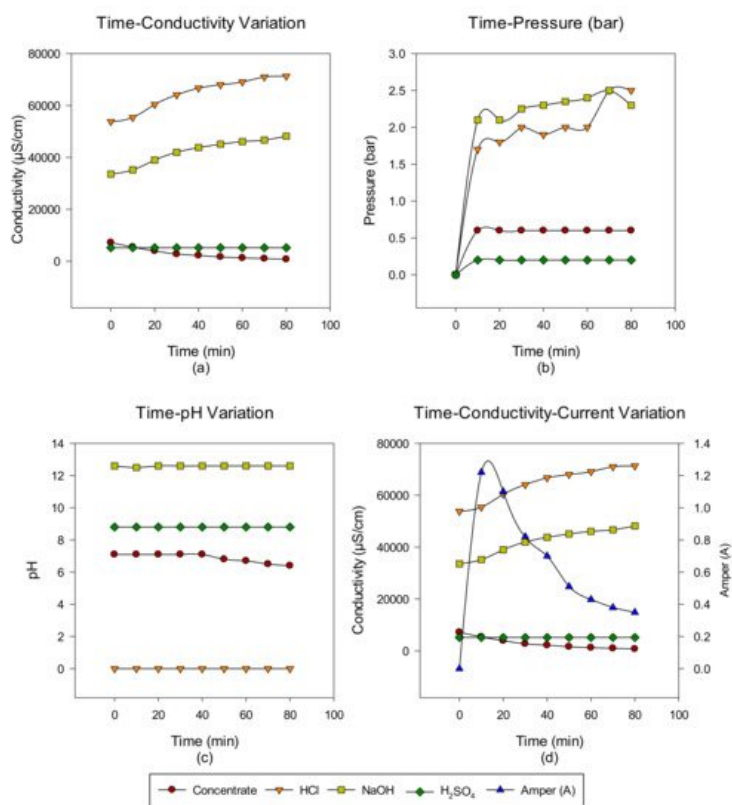 Time-Conductivity Variation
80000
60000
40000
20000
0
Conductivity (µS/cm)
0 20 40 60 80 100
Time (min)
(a)
Time-Pressure (bar)
3.0
2.5
2.0
1.5
1.0
0.5
0.0
Pressure (bar)
0 20 40 60 80 100
Time (min)
(b)
Time-pH Variation
14
12
10
8
6
4
2
0
pH
0 20 40 60 80 100
Time (min)
(c)
Time-Conductivity-Current Variation
80000
60000
40000
20000
0
Conductivity (µS/cm)
1.4
1.2
1.0
0.8
0.6
0.4
0.2
0.0
Amper (A)
0 20 40 60 80 100
Time (min)
(d)
Concentrate HCl NaOH H₂SO₄ Amper (A)